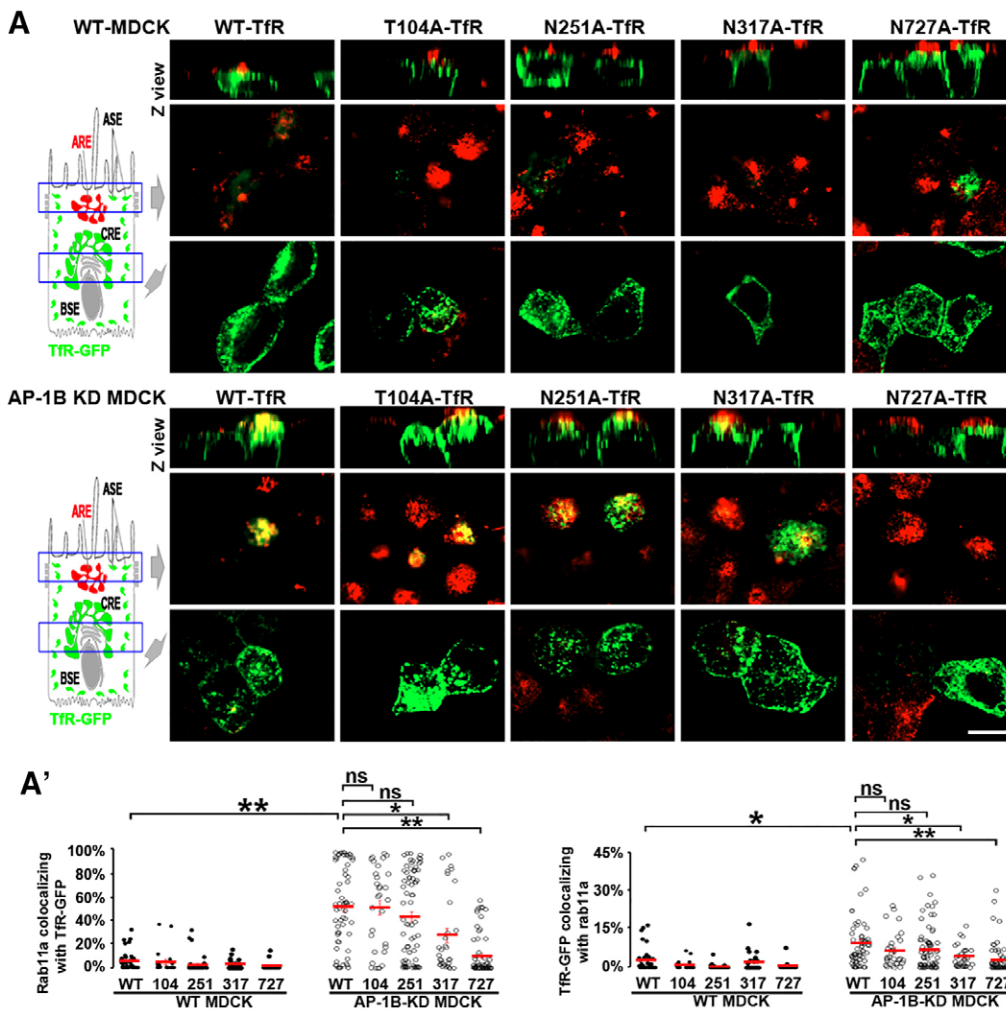 A
WT-MDCK WT-TfR T104A-TfR N251A-TfR N317A-TfR N727A-TfR
Z view
ASE
ARE
CRE
BSE
TfR-GFP
AP-1B KD MDCK WT-TfR T104A-TfR N251A-TfR N317A-TfR N727A-TfR
Z view
ASE
ARE
CRE
BSE
TfR-GFP
A'
ns
ns
*
**
**
Rab11a colocalizing
with TfR-GFP
100%
80%
60%
40%
20%
0%
WT 104 251 317 727 WT 104 251 317 727
WT MDCK AP-1B-KD MDCK
ns
ns
*
**
*
TfR-GFP colocalizing
with rab11a
45%
30%
15%
0%
WT 104 251 317 727 WT 104 251 317 727
WT MDCK AP-1B-KD MDCK